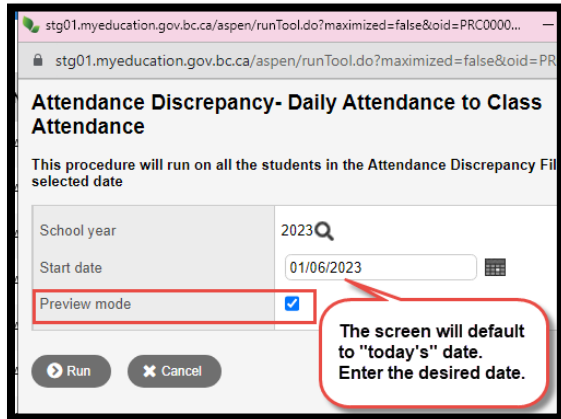 stg01.myeducation.gov.bc.ca/aspen/runTool.do?maximized=false&oid=PRC0000...
stg01.myeducation.gov.bc.ca/aspen/runTool.do?maximized=false&oid=PR
Attendance Discrepancy- Daily Attendance to Class
Attendance
This procedure will run on all the students in the Attendance Discrepancy Fil
selected date
School year 2023
Start date 01/06/2023
Preview mode
The screen will default
to "today's" date.
Enter the desired date.
Run Cancel